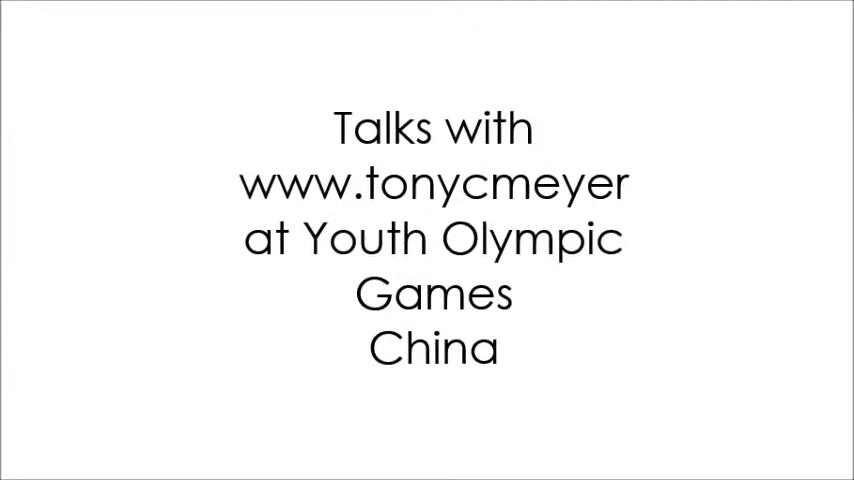 Talks with
www.tonycmeyer
at Youth Olympic
Games
China